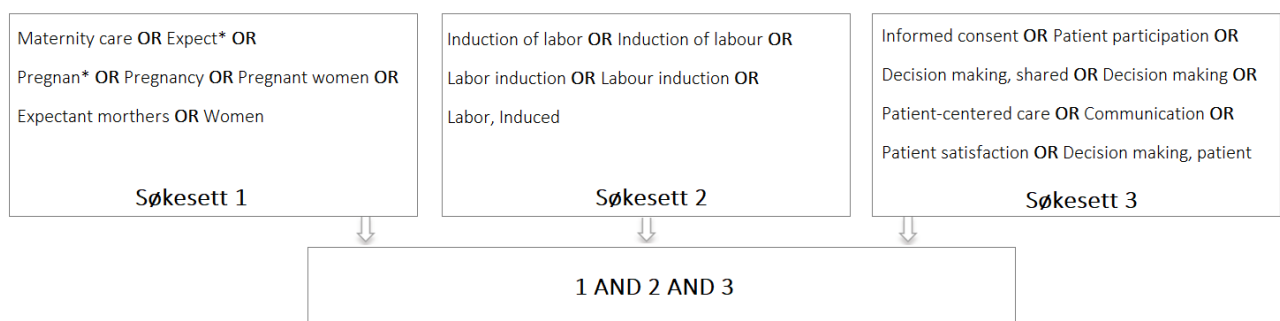 Maternity care OR Expect* OR
Pregnan* OR Pregnancy OR Pregnant women OR
Expectant morthers OR Women
Søkesett 1
Induction of labor OR Induction of labour OR
Labor induction OR Labour induction OR
Labor, Induced
Søkesett 2
Informed consent OR Patient participation OR
Decision making, shared OR Decision making OR
Patient-centered care OR Communication OR
Patient satisfaction OR Decision making, patient
Søkesett 3
1 AND 2 AND 3